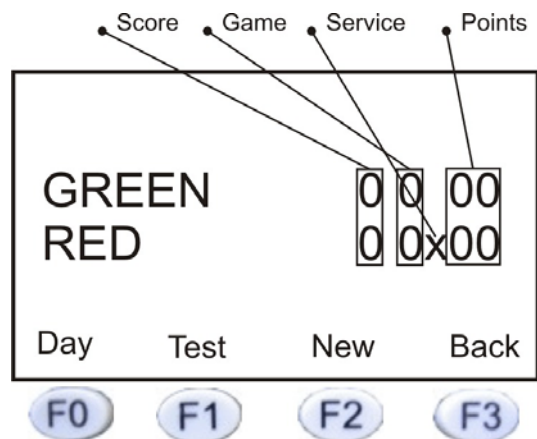 Score Game Service Points
GREEN 0 0 00
RED 0 0x00
Day Test New Back
F0 F1 F2 F3